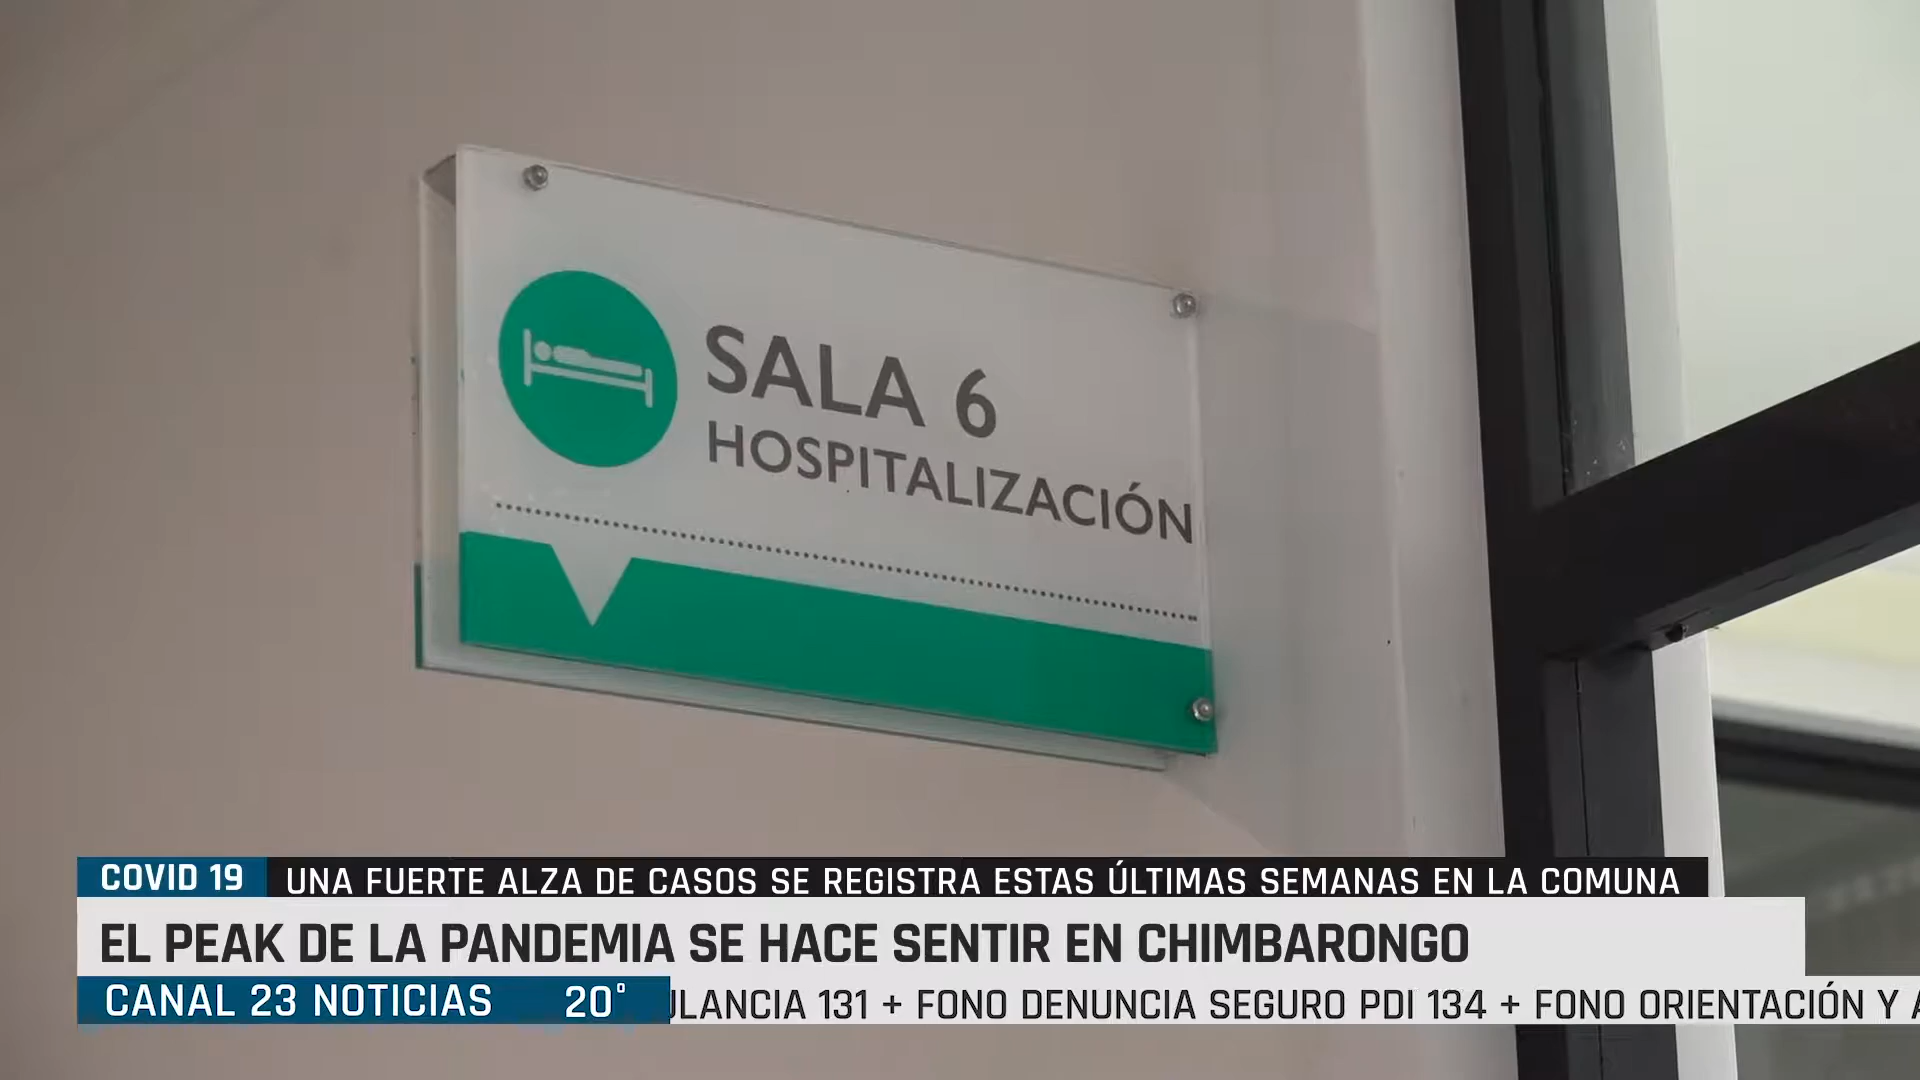 SALA 6
HOSPITALIZACIÓN
COVID 19 UNA FUERTE ALZA DE CASOS SE REGISTRA ESTAS ÚLTIMAS SEMANAS EN LA COMUNA
EL PEAK DE LA PANDEMIA SE HACE SENTIR EN CHIMBARONGO
CANAL 23 NOTICIAS 20° 131 + FONO DENUNCIA SEGURO PDI 134 + FONO ORIENTACIÓN Y